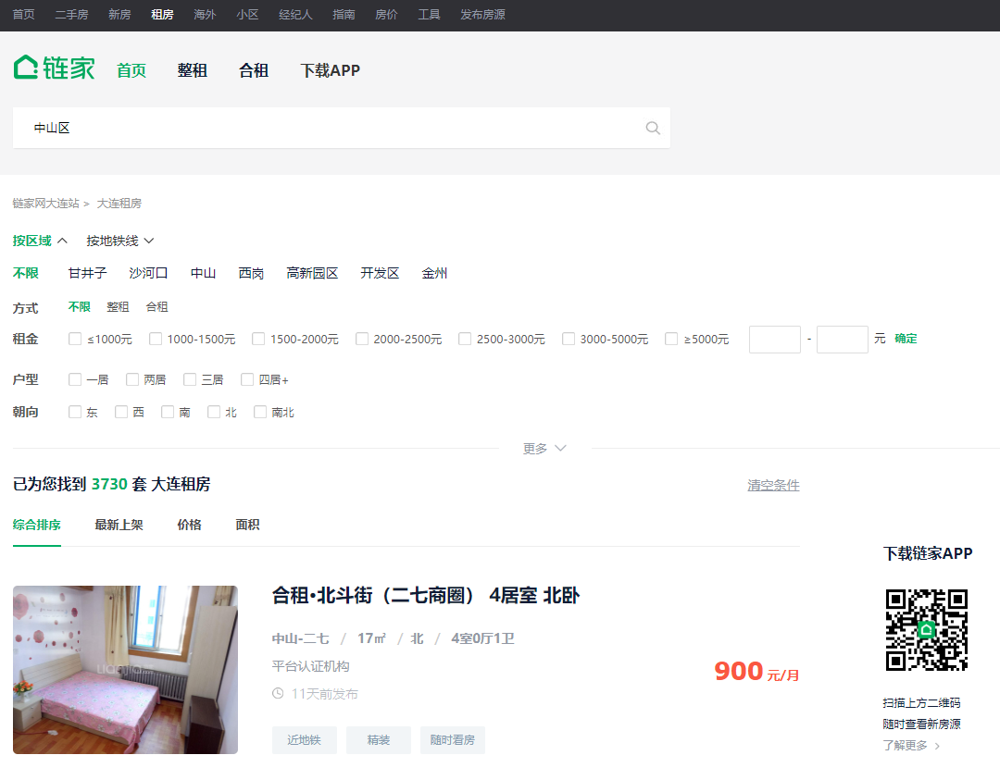 首页 二手房 新房 租房 海外 小区 经纪人 指南 房价 工具 发布房源
链家 首页 整租 合租 下载APP
中山区
链家网大连站 > 大连租房
按区域 按地铁线
不限 甘井子 沙河口 中山 西岗 高新园区 开发区 金州
方式 不限 整租 合租
租金 ≤1000元 1000-1500元 1500-2000元 2000-2500元 2500-3000元 3000-5000元 ≥5000元 - 元 确定
户型 一居 两居 三居 四居+
朝向 东 西 南 北 南北
更多
已为您找到 3730 套 大连租房 清空条件
综合排序 最新上架 价格 面积
下载链家APP
合租·北斗街（二七商圈） 4居室 北卧
中山-二七 / 17㎡ / 北 / 4室0厅1卫
平台认证机构
900 元/月
11天前发布
近地铁 精装 随时看房
扫描上方二维码
随时查看新房源
了解更多 >